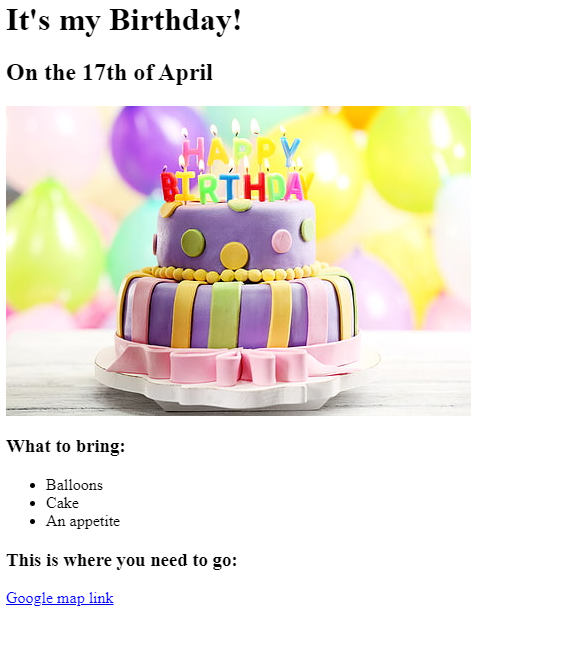 It's my Birthday!
On the 17th of April
HAPPY
BIRTHDAY
What to bring:
Balloons
Cake
An appetite
This is where you need to go:
Google map link